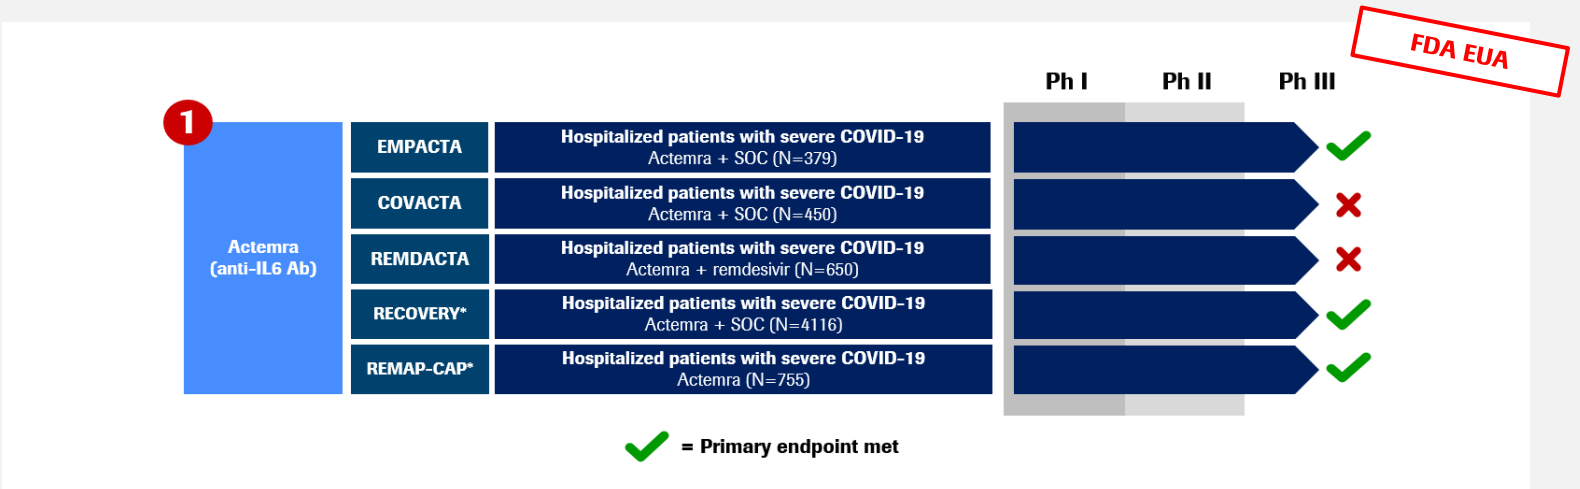 FDA EUA
Ph I Ph II Ph III
1
Actemra
(anti-IL6 Ab)
EMPACTA
Hospitalized patients with severe COVID-19
Actemra + SOC (N=379)
COVACTA
Hospitalized patients with severe COVID-19
Actemra + SOC (N=450)
REMDACTA
Hospitalized patients with severe COVID-19
Actemra + remdesivir (N=650)
RECOVERY*
Hospitalized patients with severe COVID-19
Actemra + SOC (N=4116)
REMAP-CAP*
Hospitalized patients with severe COVID-19
Actemra (N=755)
= Primary endpoint met